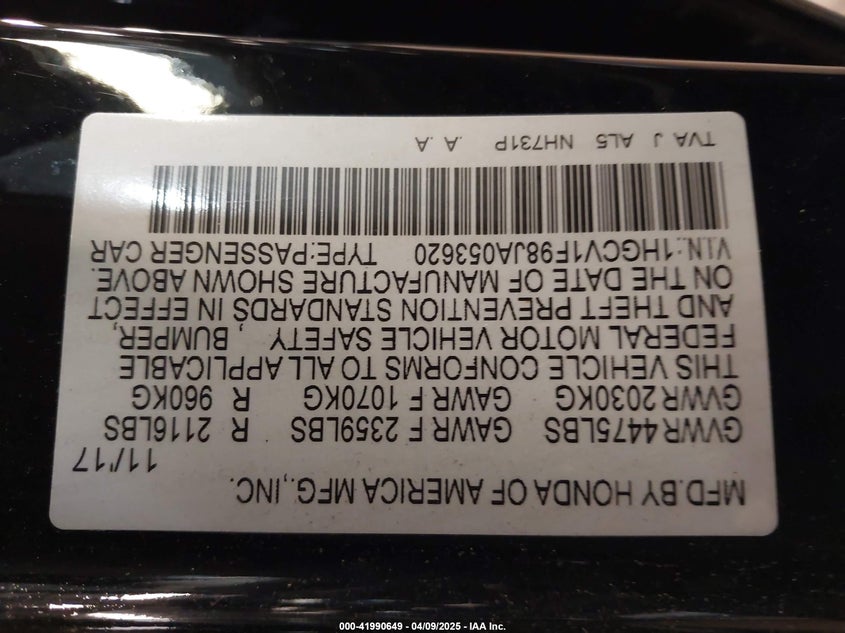 MFD.BY HONDA OF AMERICA MFG.,INC.
11/'17
GVWR 4475LBS GAWR F 2359LBS R 2116LBS
GVWR 2030KG GAWR F 1070KG R 960KG
THIS VEHICLE CONFORMS TO ALL APPLICABLE
FEDERAL MOTOR VEHICLE SAFETY , BUMPER,
AND THEFT PREVENTION STANDARDS IN EFFECT
ON THE DATE OF MANUFACTURE SHOWN ABOVE.
VIN:1HGCV1F98JA053620 TYPE:PASSENGER CAR
TVA J AL5 NH731P .A .A
000-41990649 - 04/09/2025 - IAA Inc.